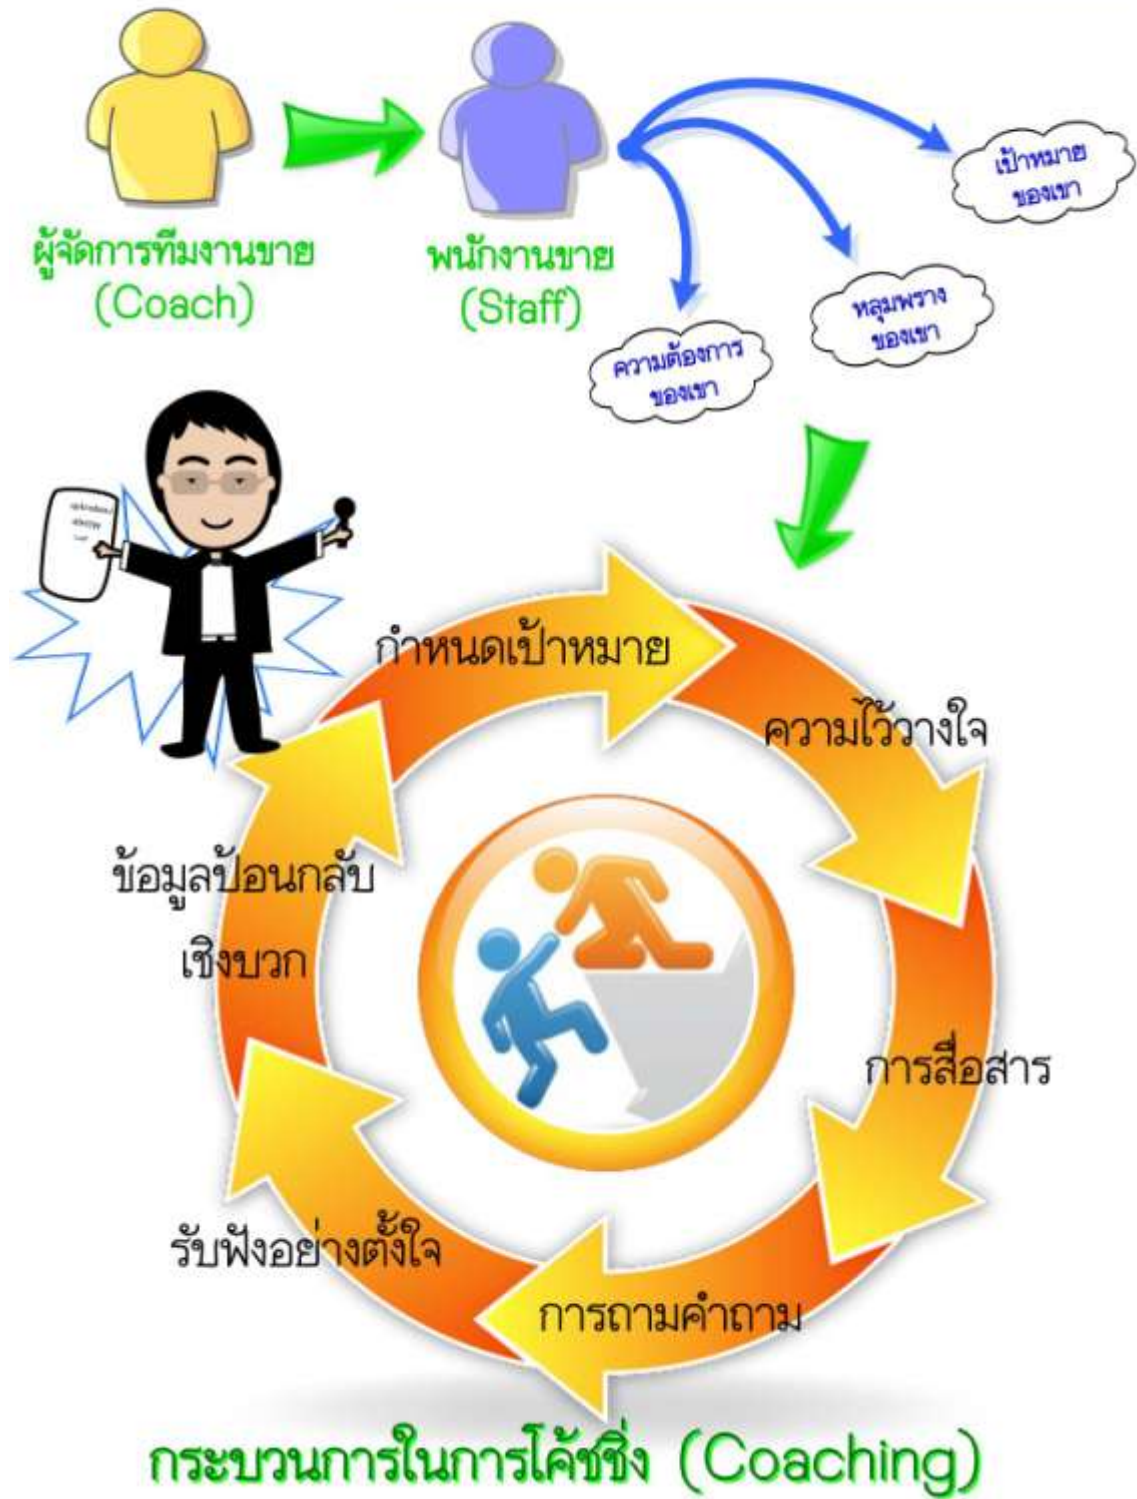 ผู้จัดการทีมงานขาย
(Coach)
พนักงานขาย
(Staff)
เป้าหมาย
ของเขา
หลุมพราง
ของเขา
ความต้องการ
ของเขา
กำหนดเป้าหมาย
ความไว้วางใจ
การสื่อสาร
การถามคำถาม
รับฟังอย่างตั้งใจ
ข้อมูลป้อนกลับ
เชิงบวก
กระบวนการในการโค้ชชิ่ง (Coaching)